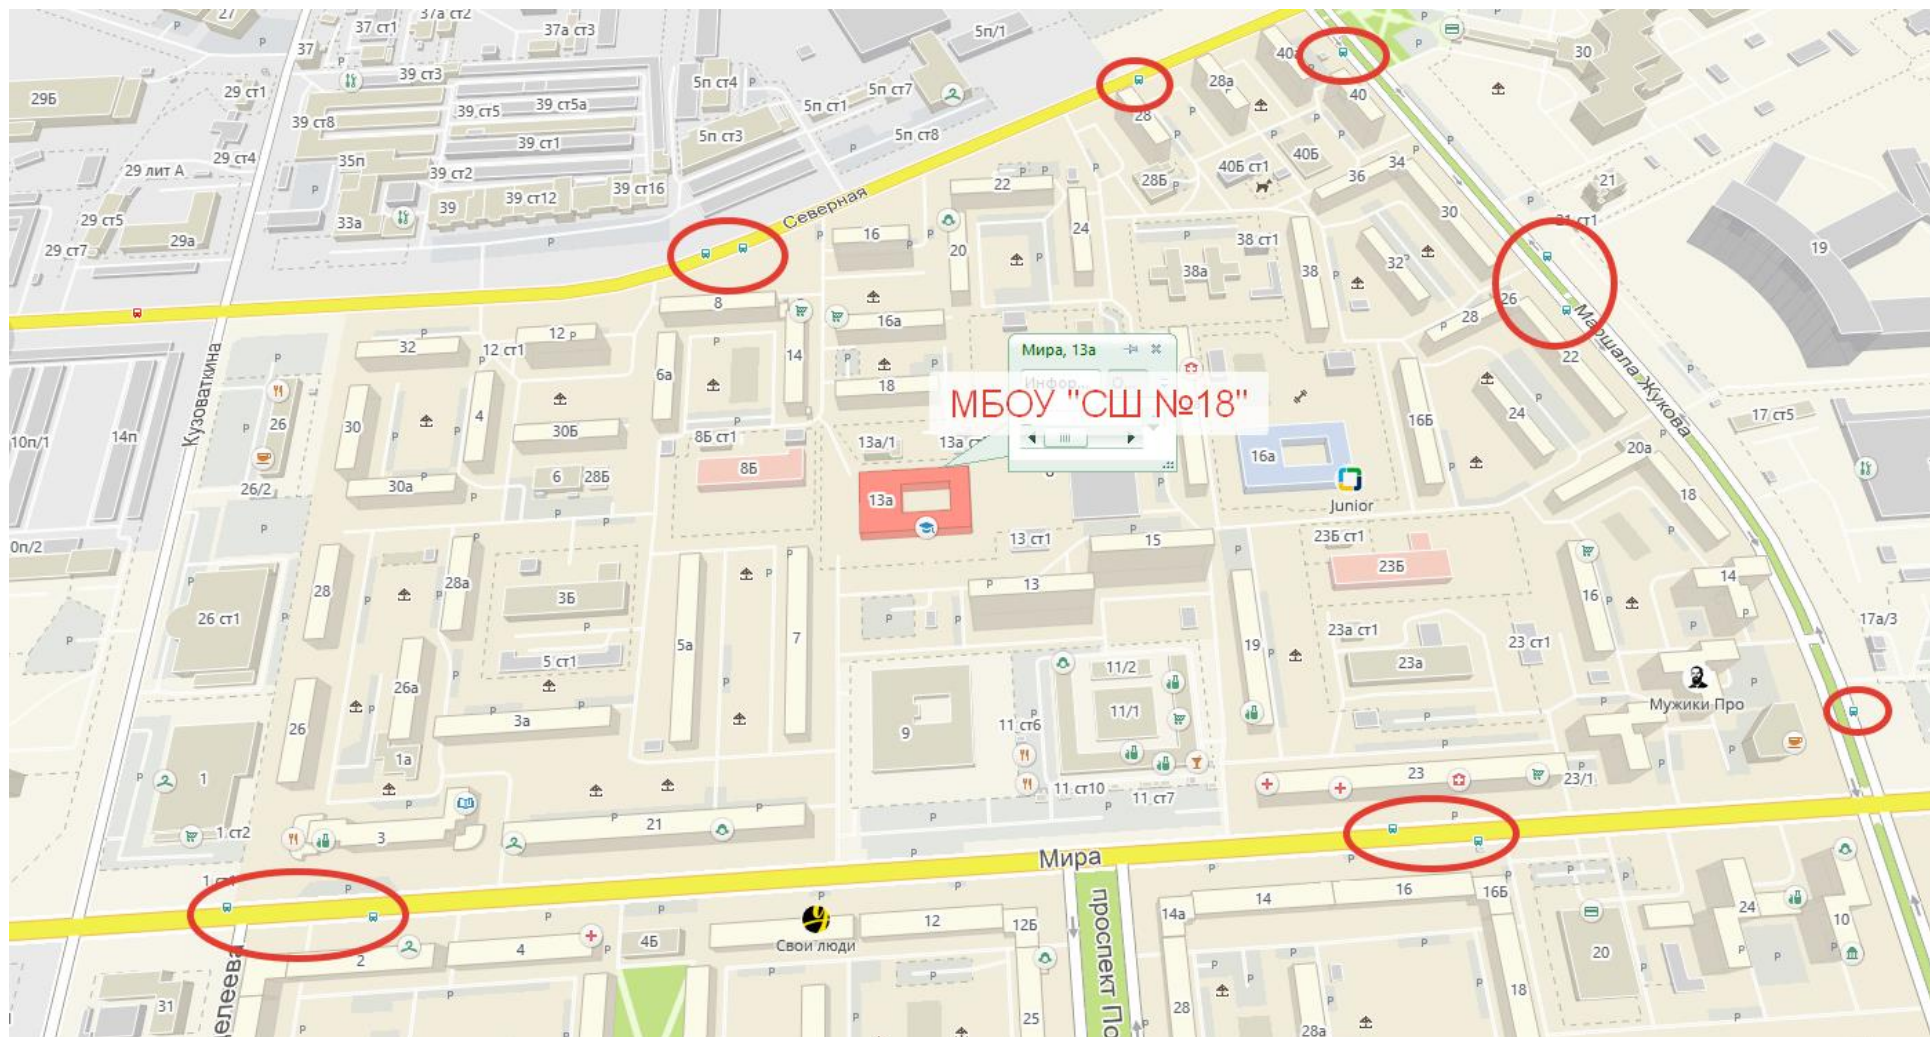 27
37 ст1
37а ст2
37а ст3
5п/1
37
40а
30
29Б
29 ст1
39 ст3
5п ст4
5п ст7
28а
40
39 ст5
39 ст5а
5п ст1
39 ст8
39 ст1
5п ст3
5п ст8
28
29 ст4
29 лит А
35п
39 ст2
40Б ст1
40Б
34
36
39 ст16
39 ст12
39
22
28Б
21
29 ст5
33а
Северная
30
21 ст1
29а
29 ст7
16
20
24
38 ст1
19
38а
38
32
8
26
28
Маршала Жукова
16а
12
12 ст1
32
Кузоваткина
14
6а
Мира, 13а
22
Инфор...
18
МБОУ "СШ №18"
26
30
4
30Б
24
16Б
17 ст5
10п/1
14п
8Б ст1
13а/1
13а ст
16а
20а
8Б
6
28Б
26/2
30а
13а
Junior
18
0п/2
13 ст1
15
23Б ст1
23Б
28
28а
3Б
13
14
16
26 ст1
17а/3
5а
7
19
23а ст1
23 ст1
5 ст1
11/2
23а
26а
Мужики Про
26
3а
9
11 ст6
11/1
1а
1
23
23/1
11 ст10
11 ст7
1 ст2
3
21
Мира
проспект По
14
16
16Б
24
10
14а
12
12Б
4Б
Свои люди
2
4
20
31
елеева
25
28
28а
18